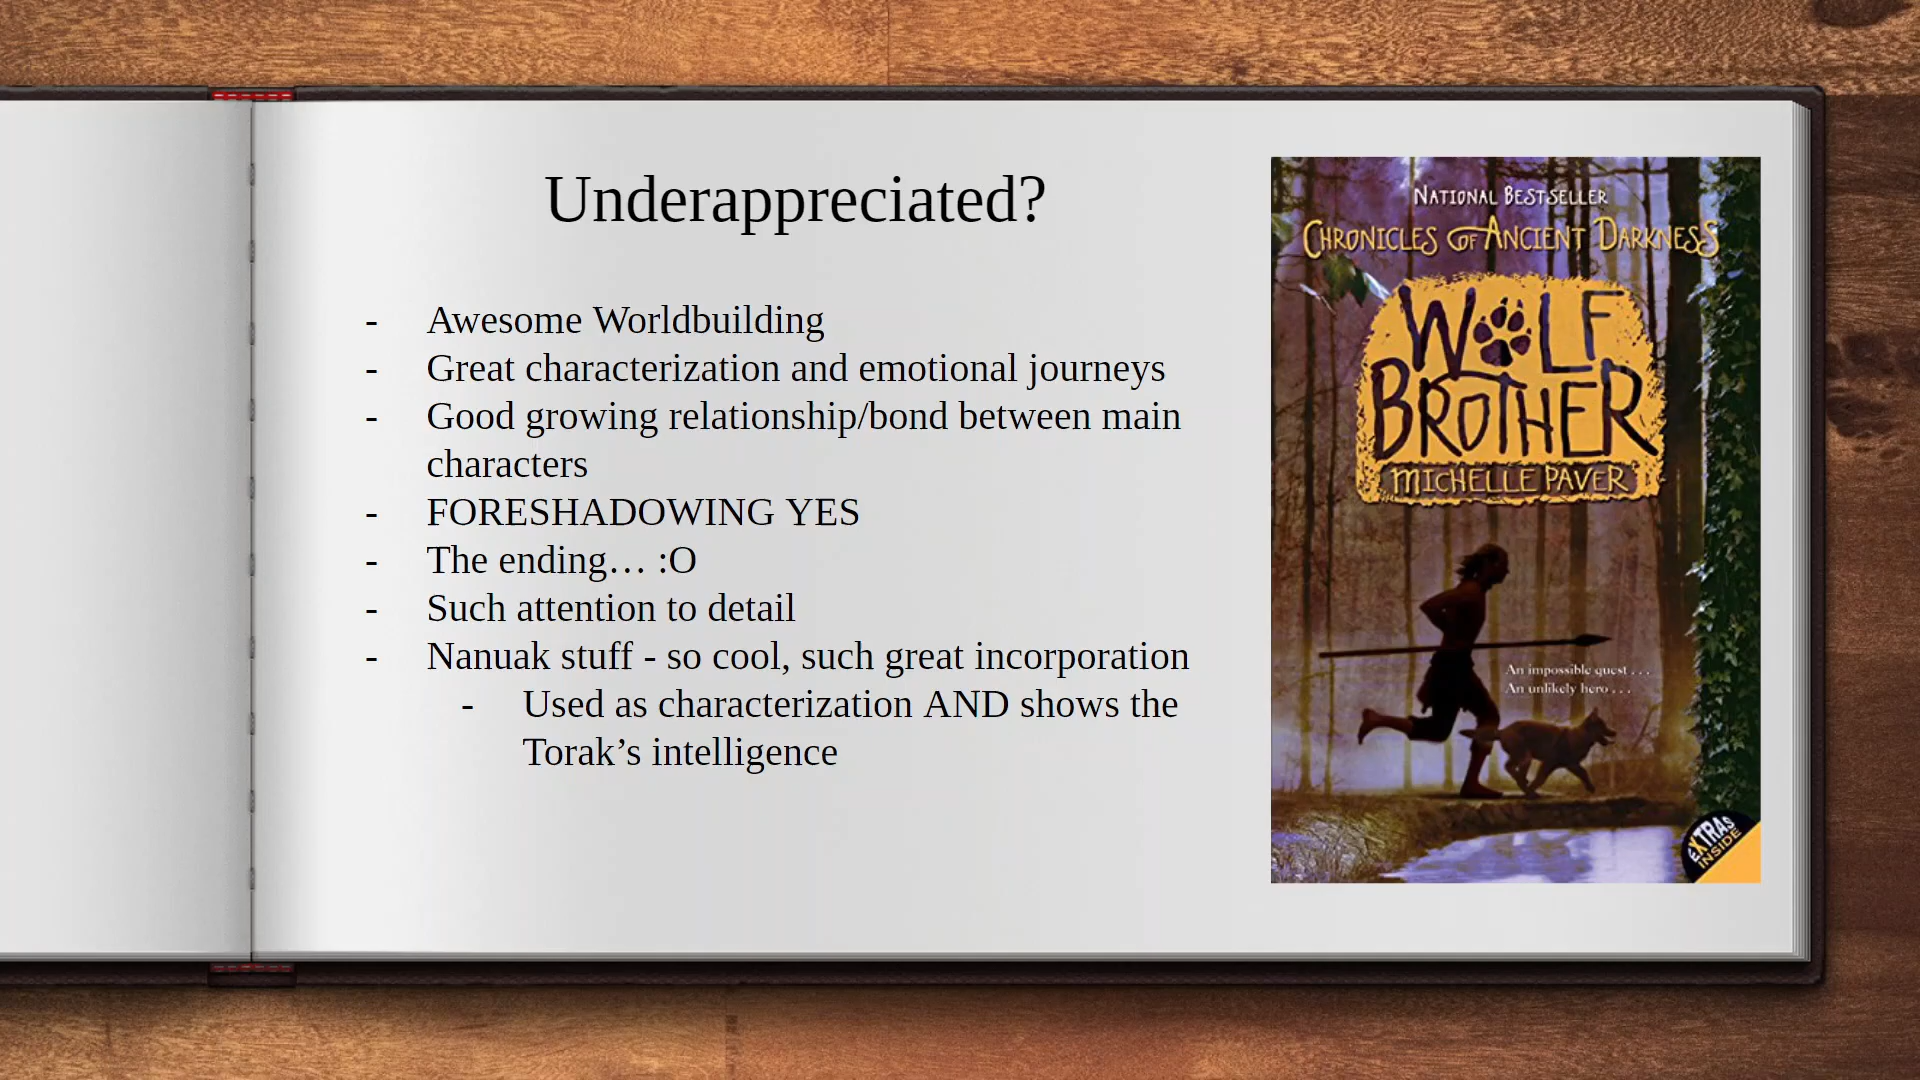 Underappreciated?
- Awesome Worldbuilding
- Great characterization and emotional journeys
- Good growing relationship/bond between main
characters
- FORESHADOWING YES
- The ending… :O
- Such attention to detail
- Nanuak stuff - so cool, such great incorporation
- Used as characterization AND shows the
Torak’s intelligence
NATIONAL BESTSELLER
CHRONICLES OF ANCIENT DARKNESS
WOLF
BROTHER
MICHELLE PAVER
An impossible quest . . .
An unlikely hero . . .
EXTRAS
INSIDE